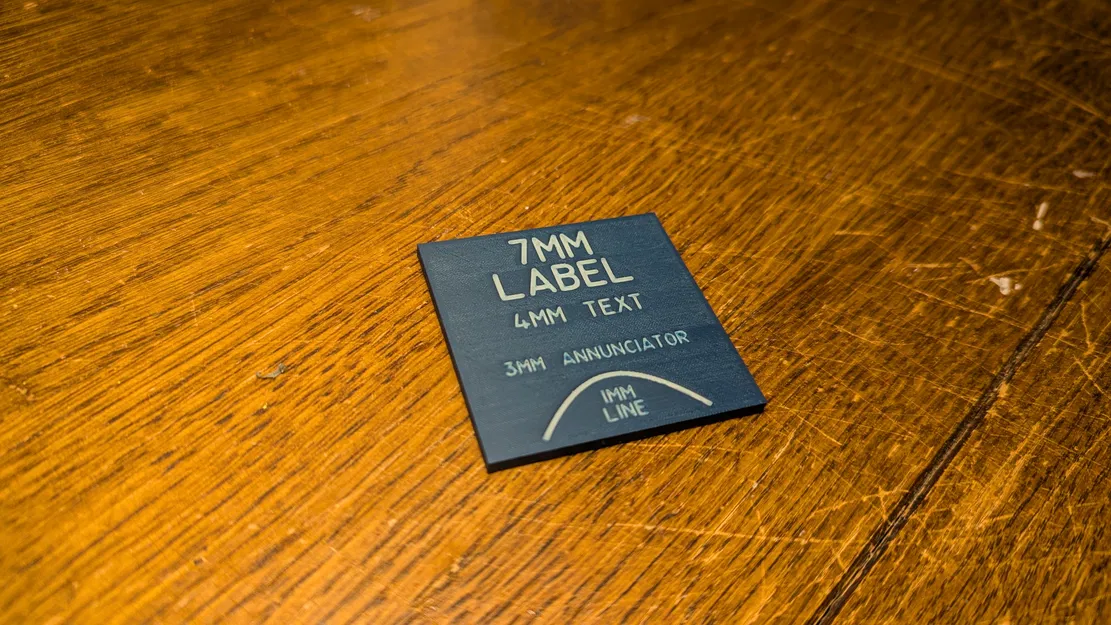 7MM
LABEL
4MM TEXT
3MM ANNUNCIATOR
1MM
LINE